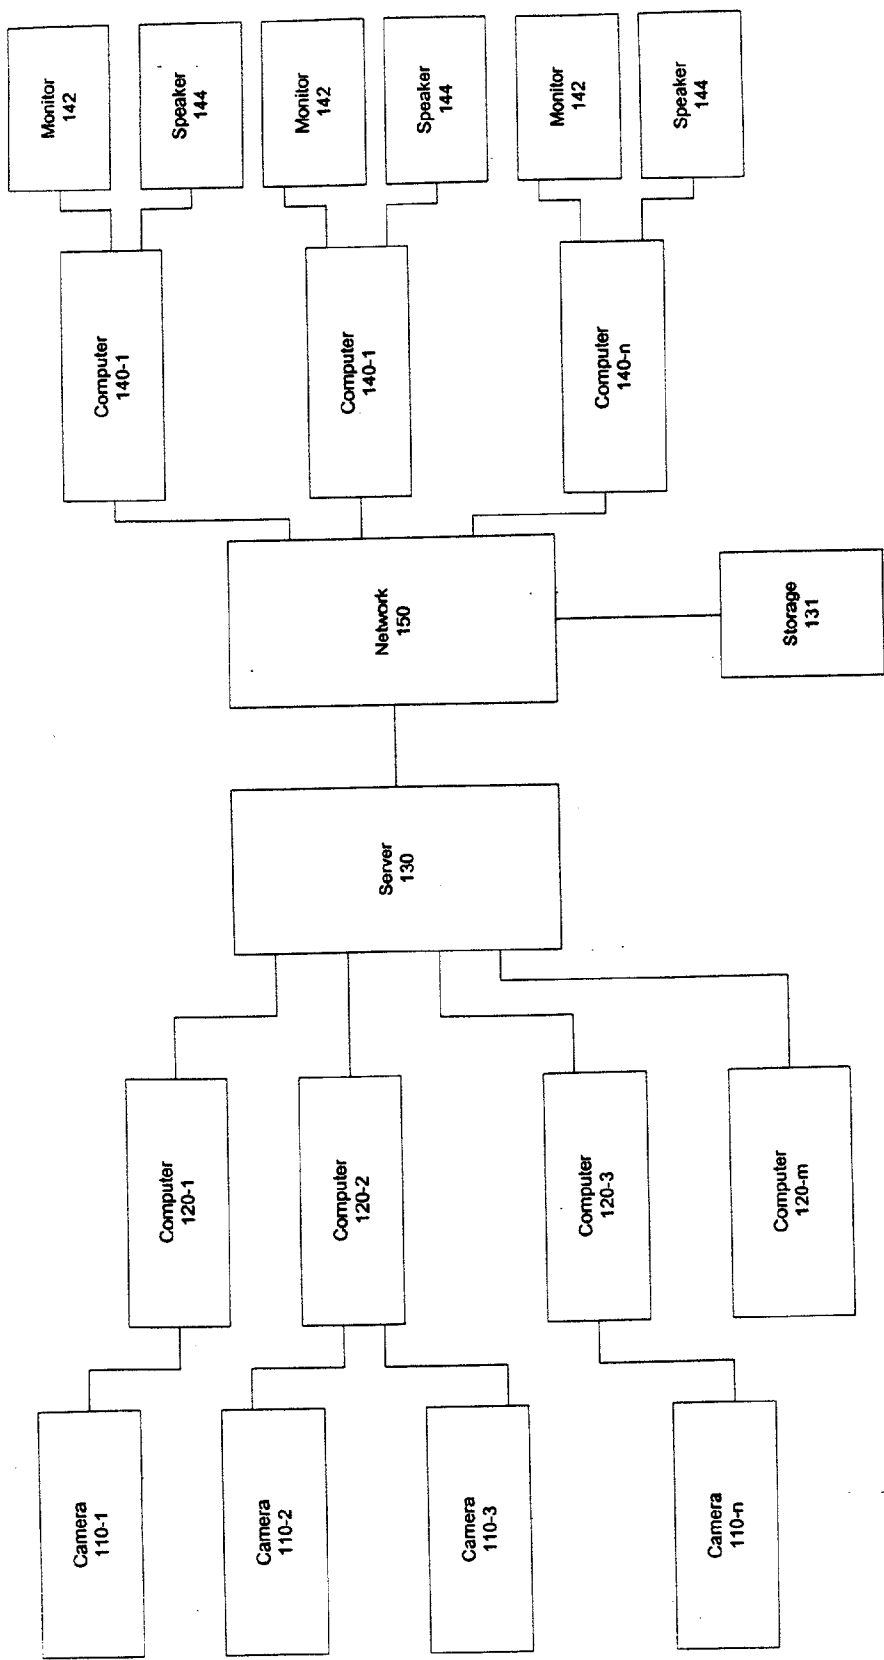 Camera
110-1
Camera
110-2
Camera
110-3
Camera
110-n
Computer
120-1
Computer
120-2
Computer
120-3
Computer
120-m
Server
130
Network
150
Storage
131
Computer
140-1
Computer
140-1
Computer
140-n
Monitor
142
Speaker
144
Monitor
142
Speaker
144
Monitor
142
Speaker
144